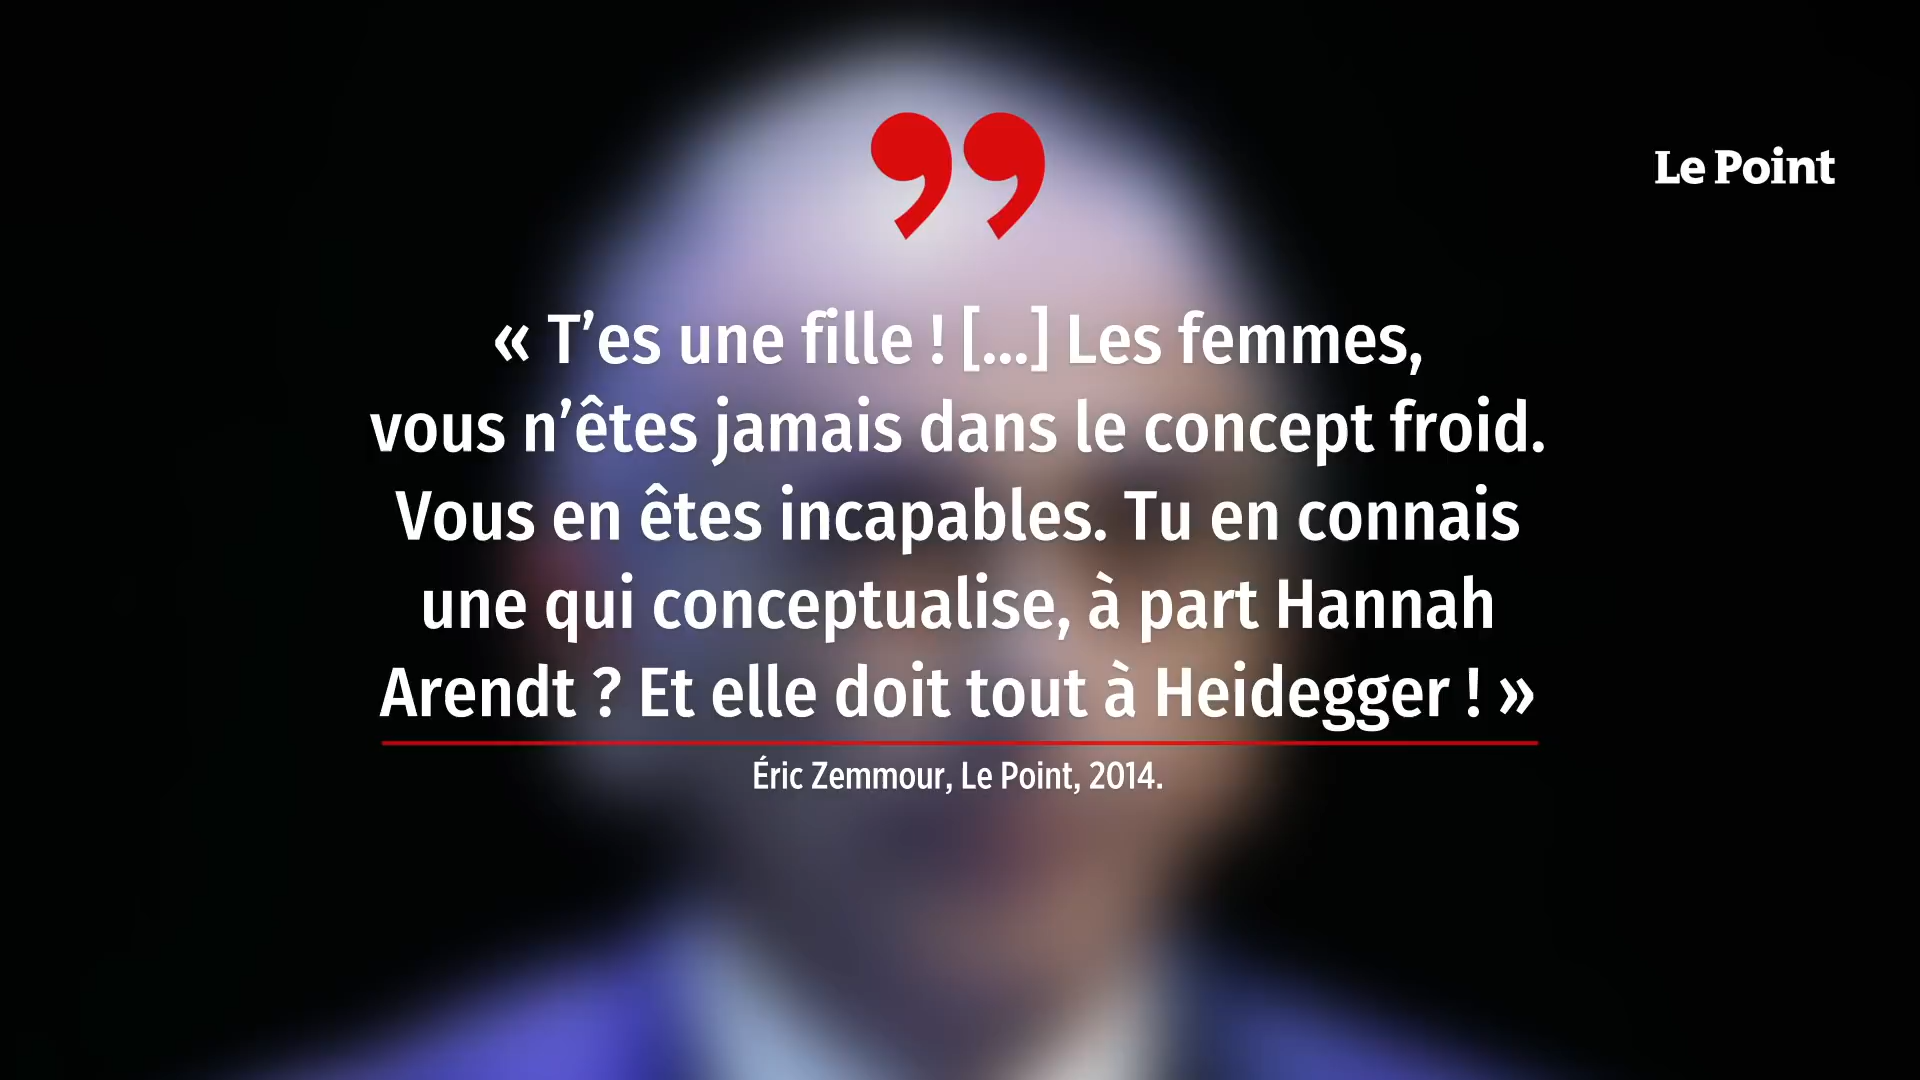 Le Point
« T’es une fille ! [...] Les femmes,
vous n’êtes jamais dans le concept froid.
Vous en êtes incapables. Tu en connais
une qui conceptualise, à part Hannah
Arendt ? Et elle doit tout à Heidegger ! »
Éric Zemmour, Le Point, 2014.